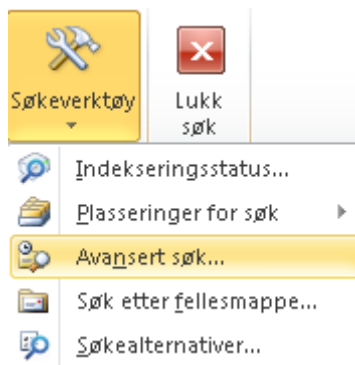 Søkeverktøy
Lukk
søk
Indekseringsstatus...
Plasseringer for søk
Avansert søk...
Søk etter fellesmappe...
Søkealternativer...